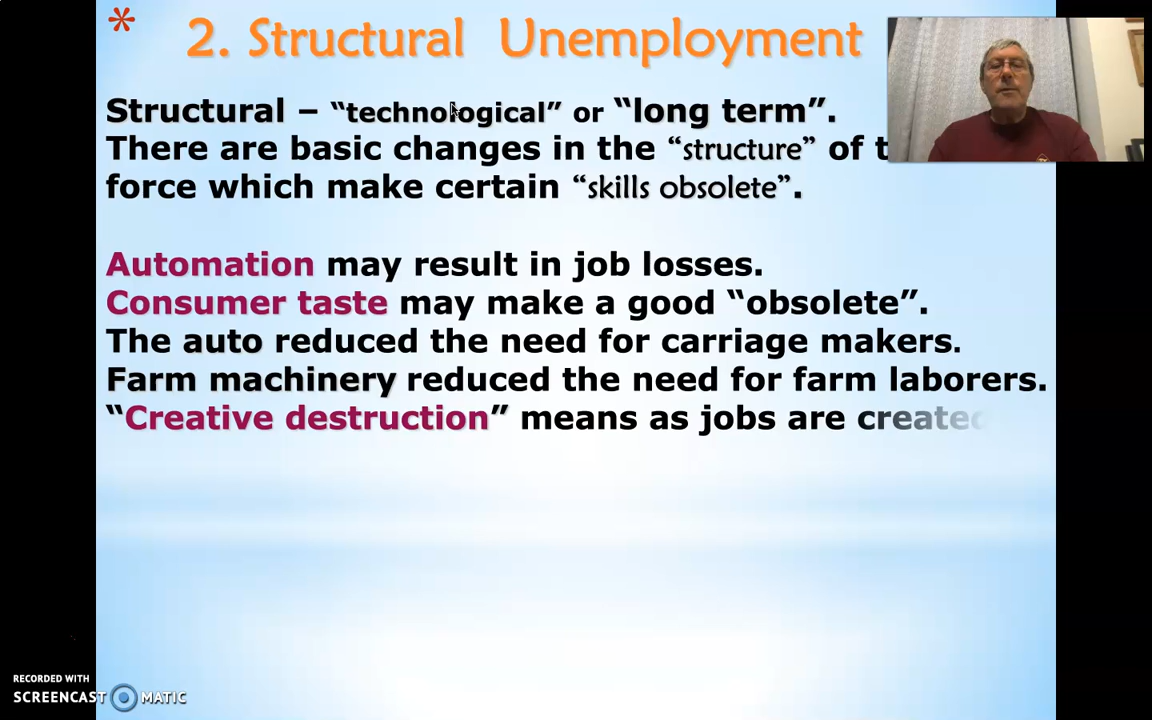 * 2. Structural Unemployment
Structural – “technological” or “long term”.
There are basic changes in the “structure” of t
force which make certain “skills obsolete”.
Automation may result in job losses.
Consumer taste may make a good “obsolete”.
The auto reduced the need for carriage makers.
Farm machinery reduced the need for farm laborers.
“Creative destruction” means as jobs are created
RECORDED WITH
SCREENCAST MATIC